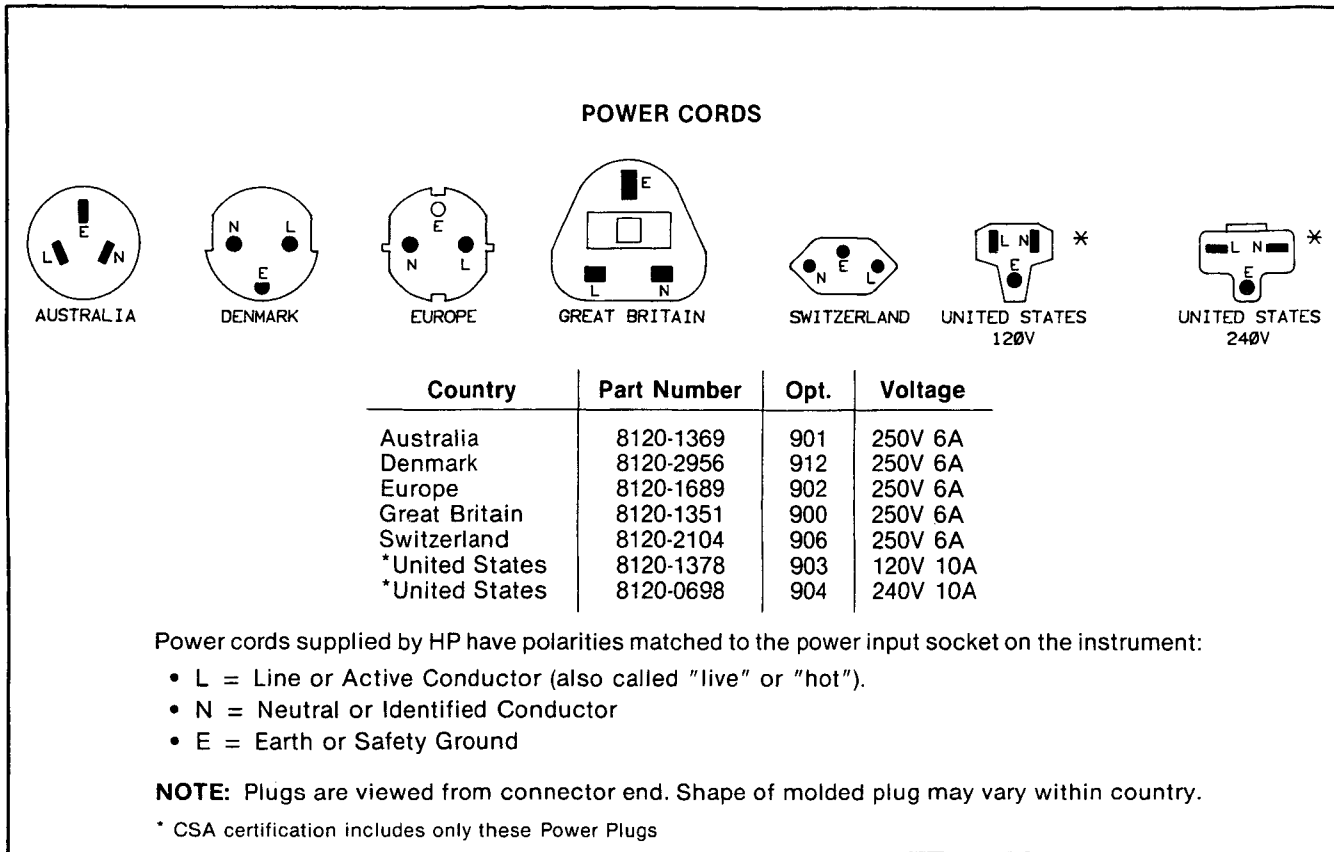 POWER CORDS
E
L N
AUSTRALIA
N L
E
DENMARK
E
N L
EUROPE
E
L N
GREAT BRITAIN
N E L
SWITZERLAND
L N *
E
UNITED STATES
120V
L N *
E
UNITED STATES
240V
Country Part Number Opt. Voltage
Australia 8120-1369 901 250V 6A
Denmark 8120-2956 912 250V 6A
Europe 8120-1689 902 250V 6A
Great Britain 8120-1351 900 250V 6A
Switzerland 8120-2104 906 250V 6A
*United States 8120-1378 903 120V 10A
*United States 8120-0698 904 240V 10A
Power cords supplied by HP have polarities matched to the power input socket on the instrument:
• L = Line or Active Conductor (also called "live" or "hot").
• N = Neutral or Identified Conductor
• E = Earth or Safety Ground
NOTE: Plugs are viewed from connector end. Shape of molded plug may vary within country.
* CSA certification includes only these Power Plugs